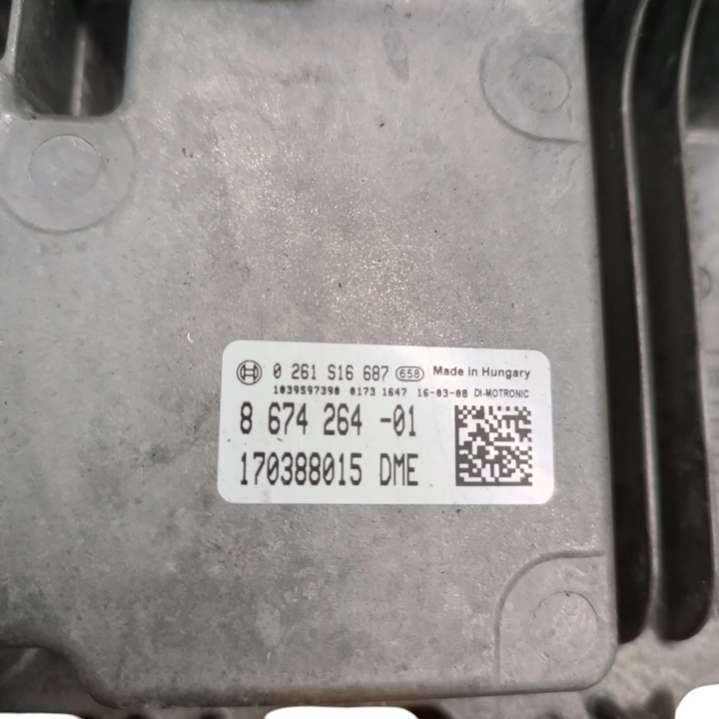 0 261 S16 687 658 Made in Hungary
1039S97390 0173 1647 16-03-08 DI-MOTRONIC
8 674 264 -01
170388015 DME